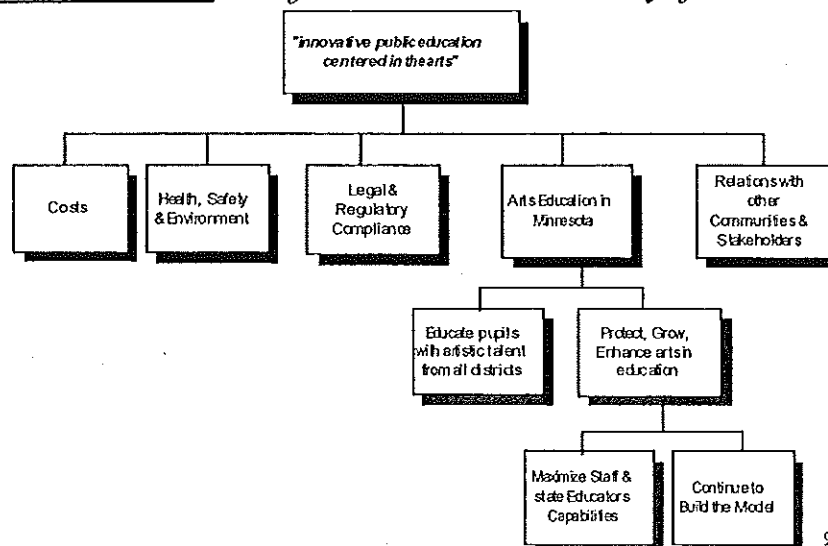 "innovative public education
centered in the arts"
Costs
Health, Safety
& Environment
Legal &
Regulatory
Compliance
Arts Education in
Minnesota
Relations with
other
Communities &
Stakeholders
Educate pupils
with artistic talent
from all districts
Protect, Grow,
Enhance arts in
education
Maximize Staff &
state Educators
Capabilities
Continue to
Build the Model